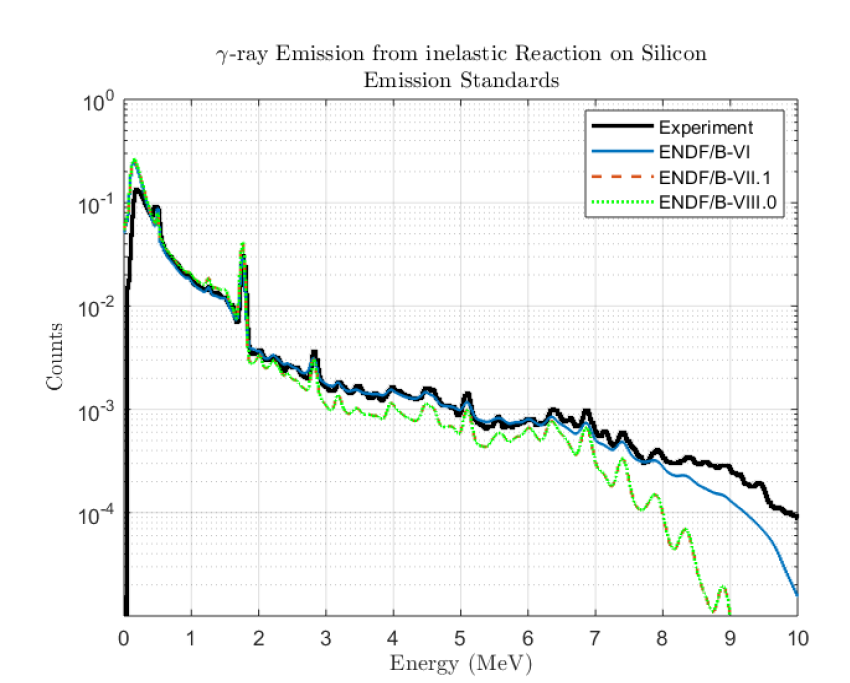 γ-ray Emission from inelastic Reaction on Silicon
Emission Standards
10^0
10^-1
10^-2
10^-3
10^-4
Counts
Experiment
ENDF/B-VI
ENDF/B-VII.1
ENDF/B-VIII.0
0 1 2 3 4 5 6 7 8 9 10
Energy (MeV)